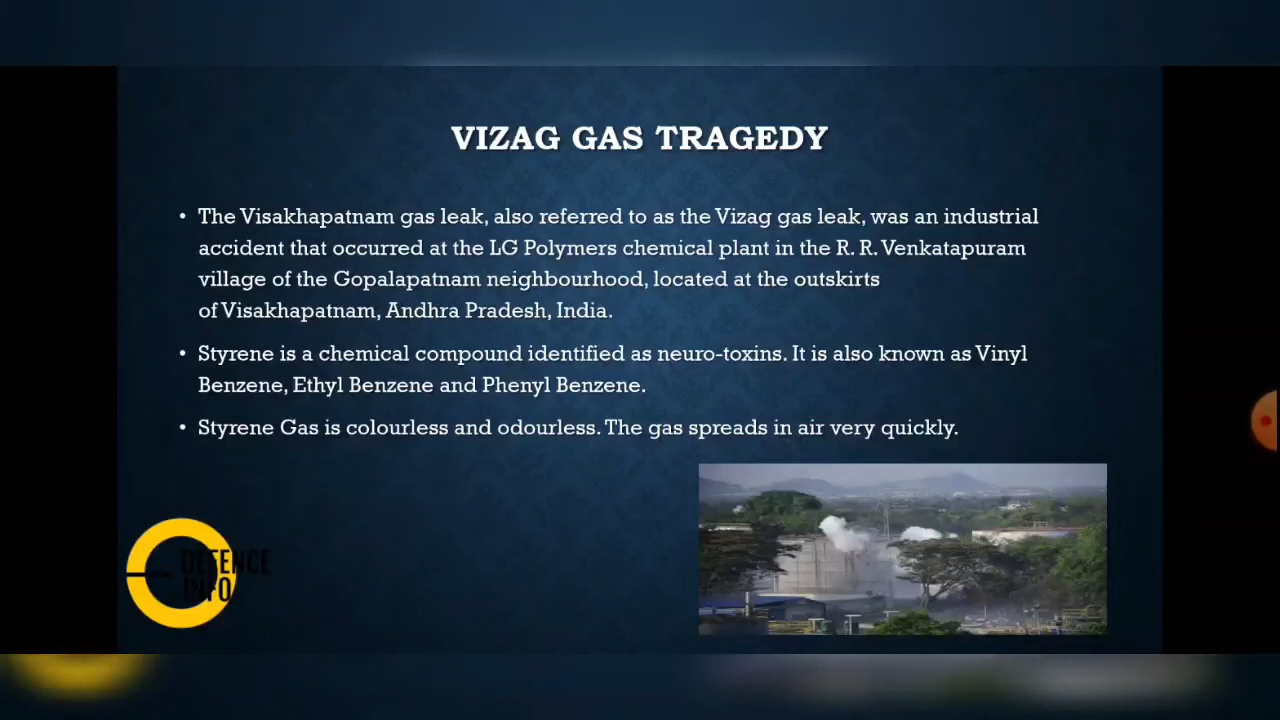 VIZAG GAS TRAGEDY
• The Visakhapatnam gas leak, also referred to as the Vizag gas leak, was an industrial
accident that occurred at the LG Polymers chemical plant in the R. R. Venkatapuram
village of the Gopalapatnam neighbourhood, located at the outskirts
of Visakhapatnam, Andhra Pradesh, India.
• Styrene is a chemical compound identified as neuro-toxins. It is also known as Vinyl
Benzene, Ethyl Benzene and Phenyl Benzene.
• Styrene Gas is colourless and odourless. The gas spreads in air very quickly.
DEFENCE
INFO